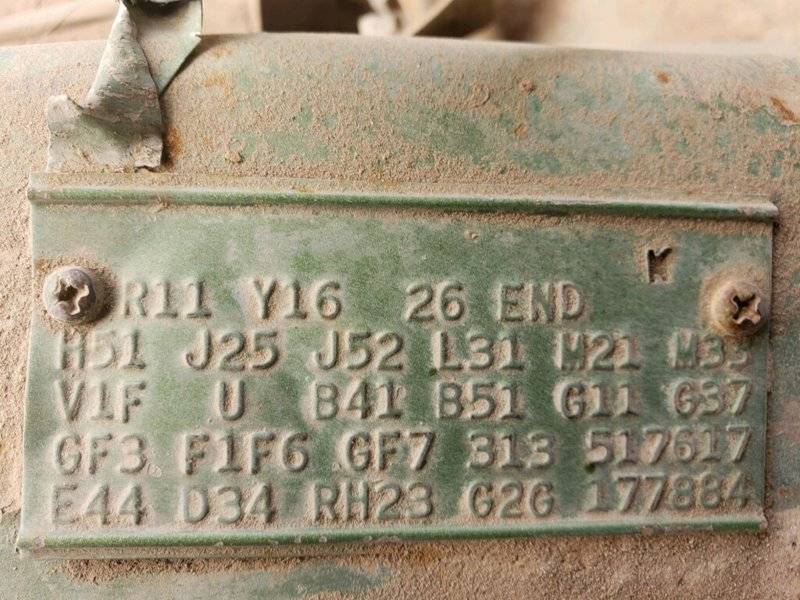 K
R11 Y16 26 END
H51 J25 J52 L31 M21 M33
V1F U B41 B51 G11 G37
GF3 F1F6 GF7 313 517617
E44 D34 RH23 G2G 177884